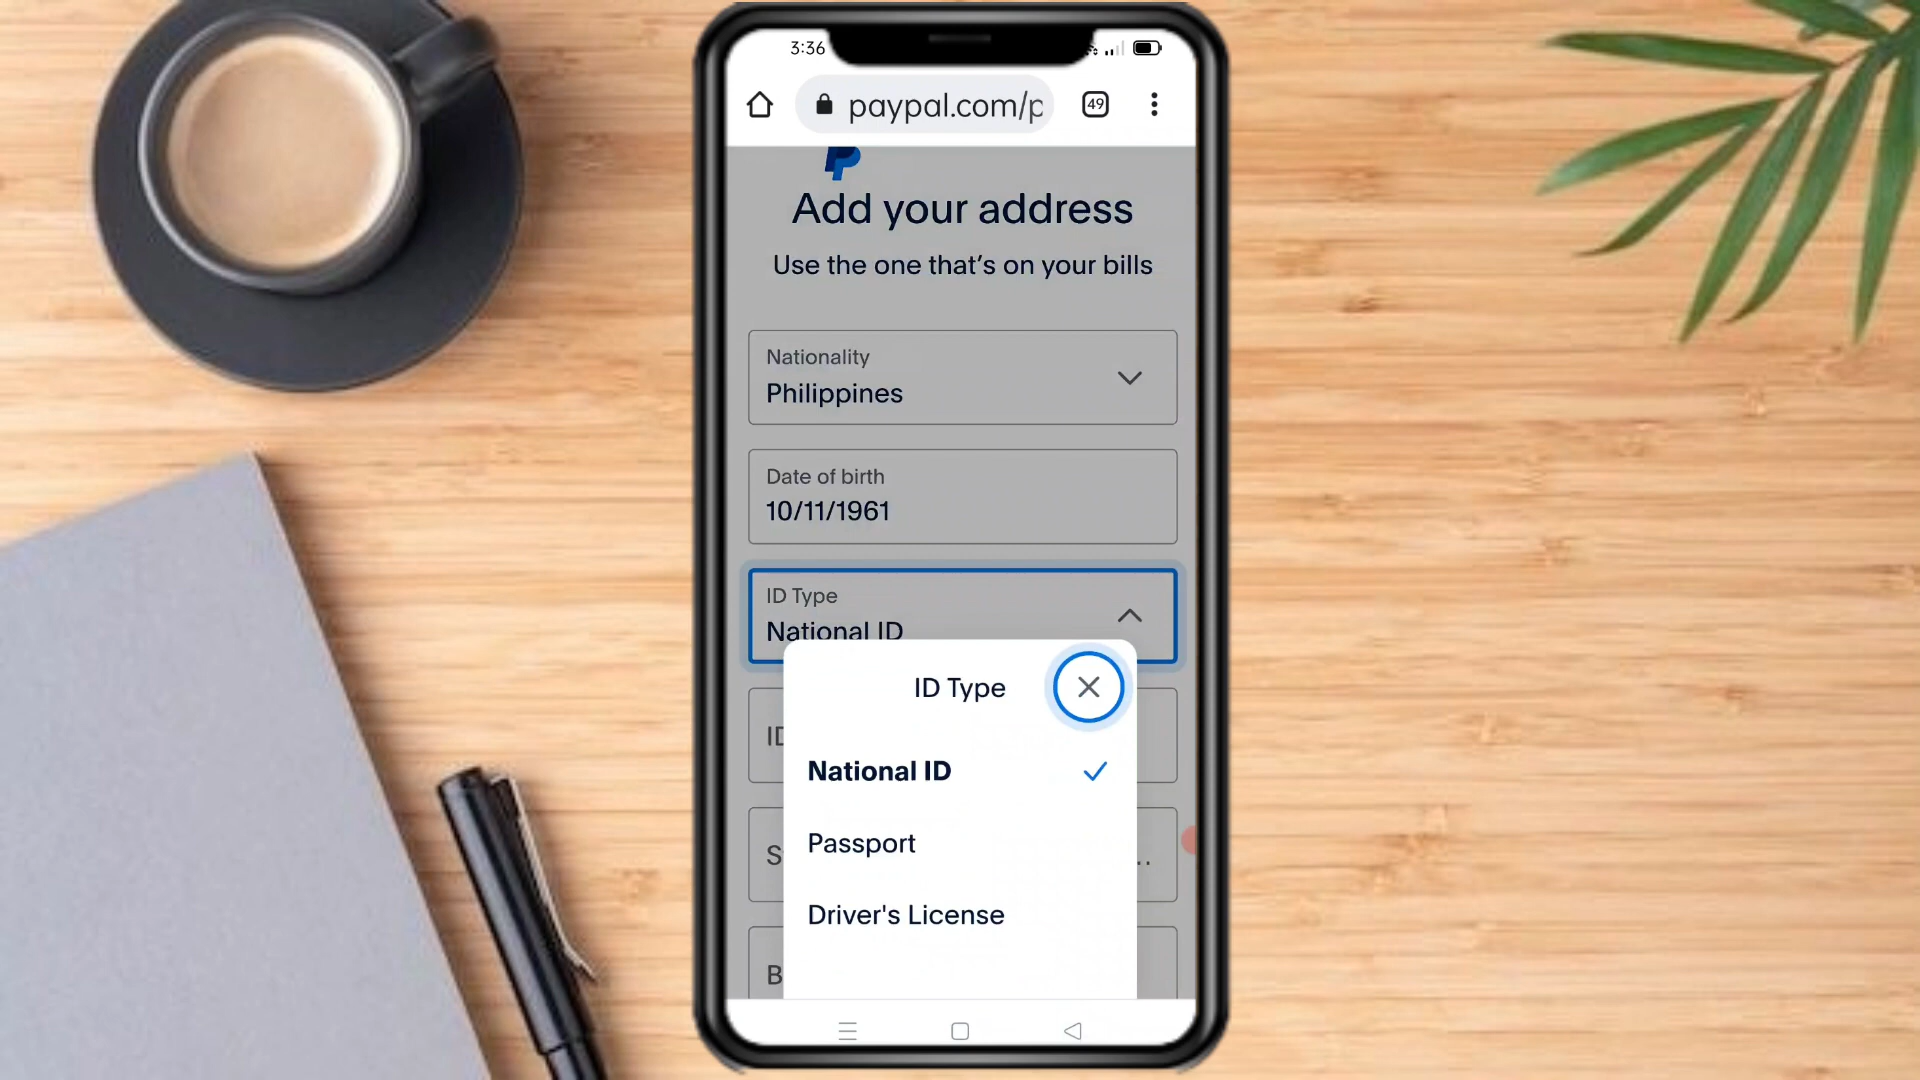 3:36
paypal.com/p
49
Add your address
Use the one that's on your bills
Nationality
Philippines
Date of birth
10/11/1961
ID Type
National ID
ID Type
ID
National ID
Passport
S
..
Driver's License
B